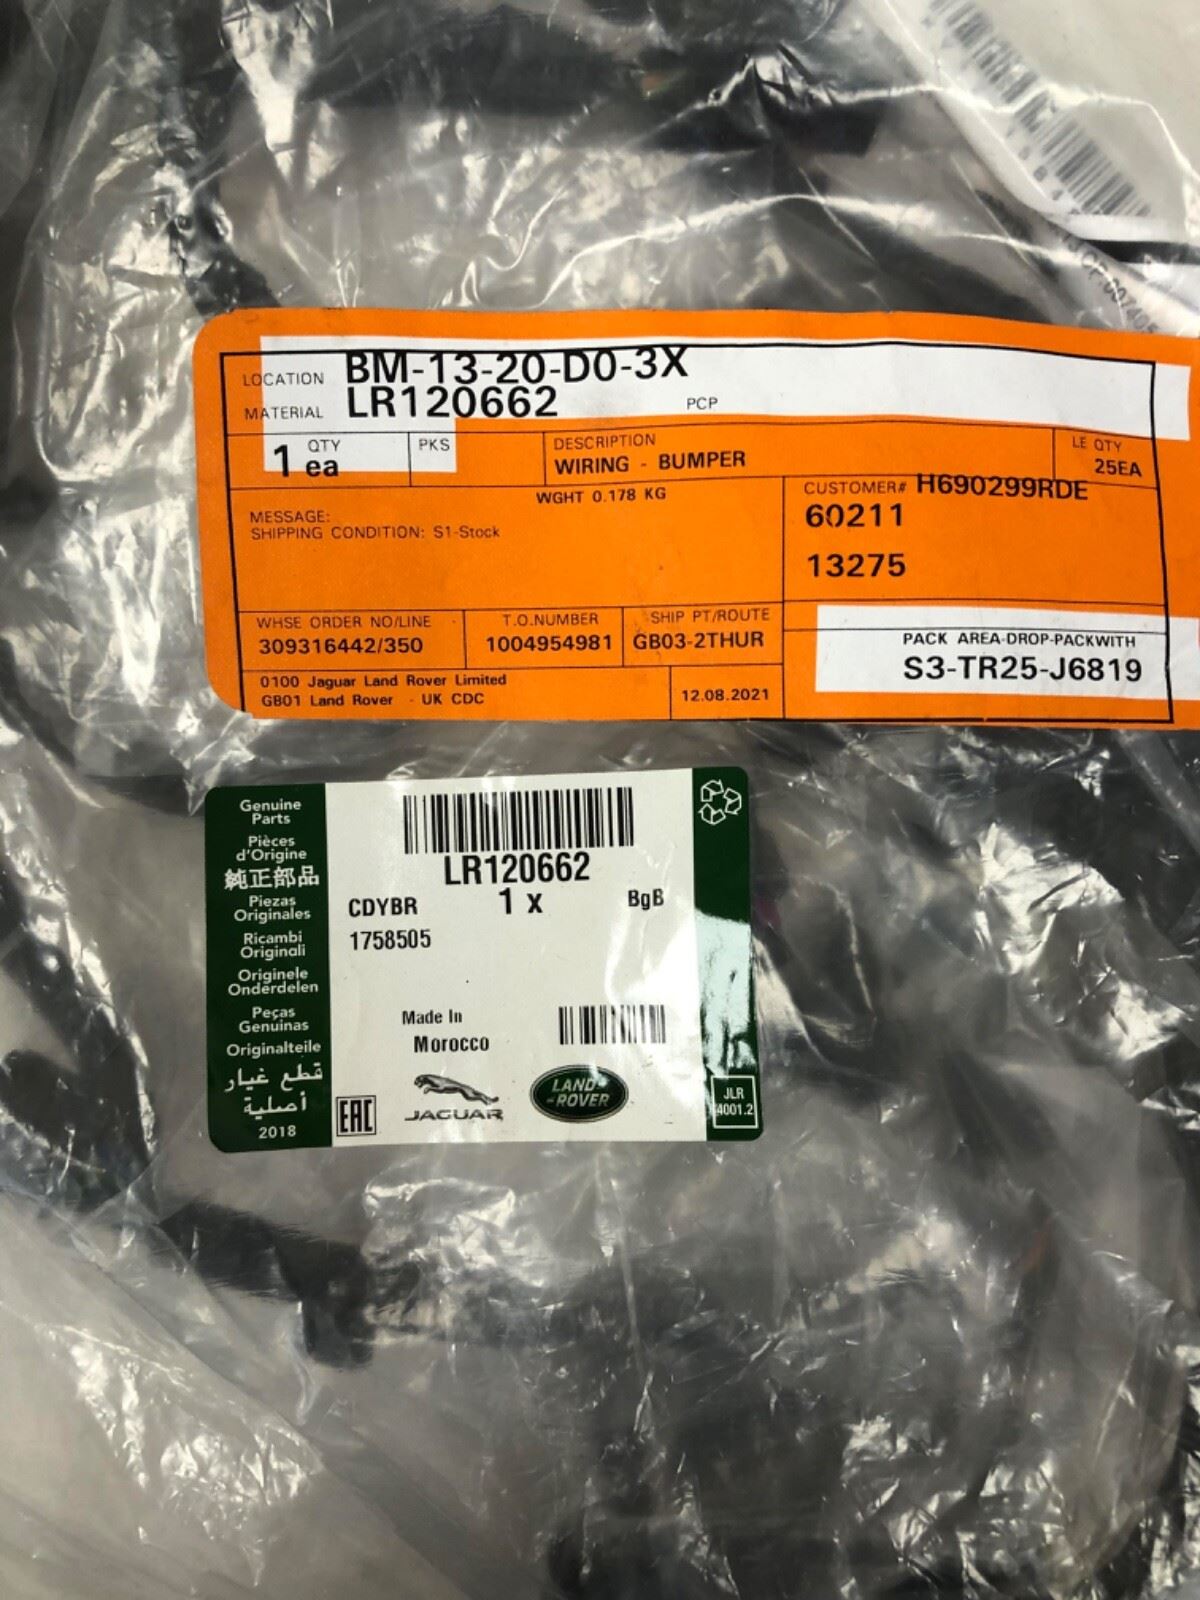 LOCATION BM-13-20-D0-3X
MATERIAL LR120662 PCP
QTY 1 ea PKS DESCRIPTION WIRING - BUMPER LE QTY 25EA
WGHT 0.178 KG
CUSTOMER# H690299RDE
MESSAGE:
SHIPPING CONDITION: S1-Stock
60211
13275
WHSE ORDER NO/LINE T.O.NUMBER SHIP PT/ROUTE
309316442/350 1004954981 GB03-2THUR
PACK AREA-DROP-PACKWITH
S3-TR25-J6819
0100 Jaguar Land Rover Limited
GB01 Land Rover - UK CDC 12.08.2021
Genuine
Parts
Pièces
d'Origine
純正部品
Piezas
Originales
Ricambi
Originali
Originele
Onderdelen
Peças
Genuinas
Originalteile
قطع غيار
أصلية
2018
LR120662
CDYBR 1 x BgB
1758505
Made In
Morocco
EAC
JAGUAR
LAND
ROVER
JLR
4001.2